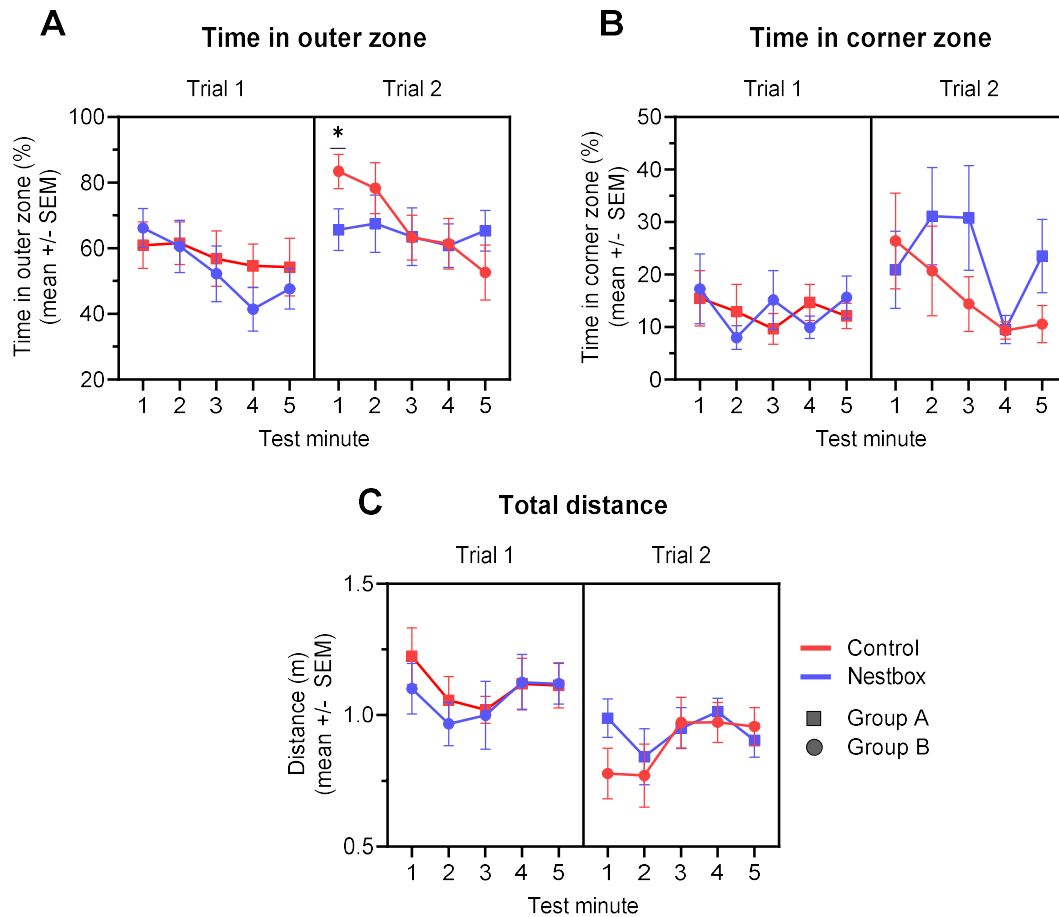 A
Time in outer zone
Trial 1
Trial 2
Time in outer zone (%)
(mean +/- SEM)
100
80
60
40
20
*
1 2 3 4 5
1 2 3 4 5
Test minute
B
Time in corner zone
Trial 1
Trial 2
Time in corner zone (%)
(mean +/- SEM)
50
40
30
20
10
0
1 2 3 4 5
1 2 3 4 5
Test minute
C
Total distance
Trial 1
Trial 2
Distance (m)
(mean +/- SEM)
1.5
1.0
0.5
1 2 3 4 5
1 2 3 4 5
Test minute
Control
Nestbox
Group A
Group B